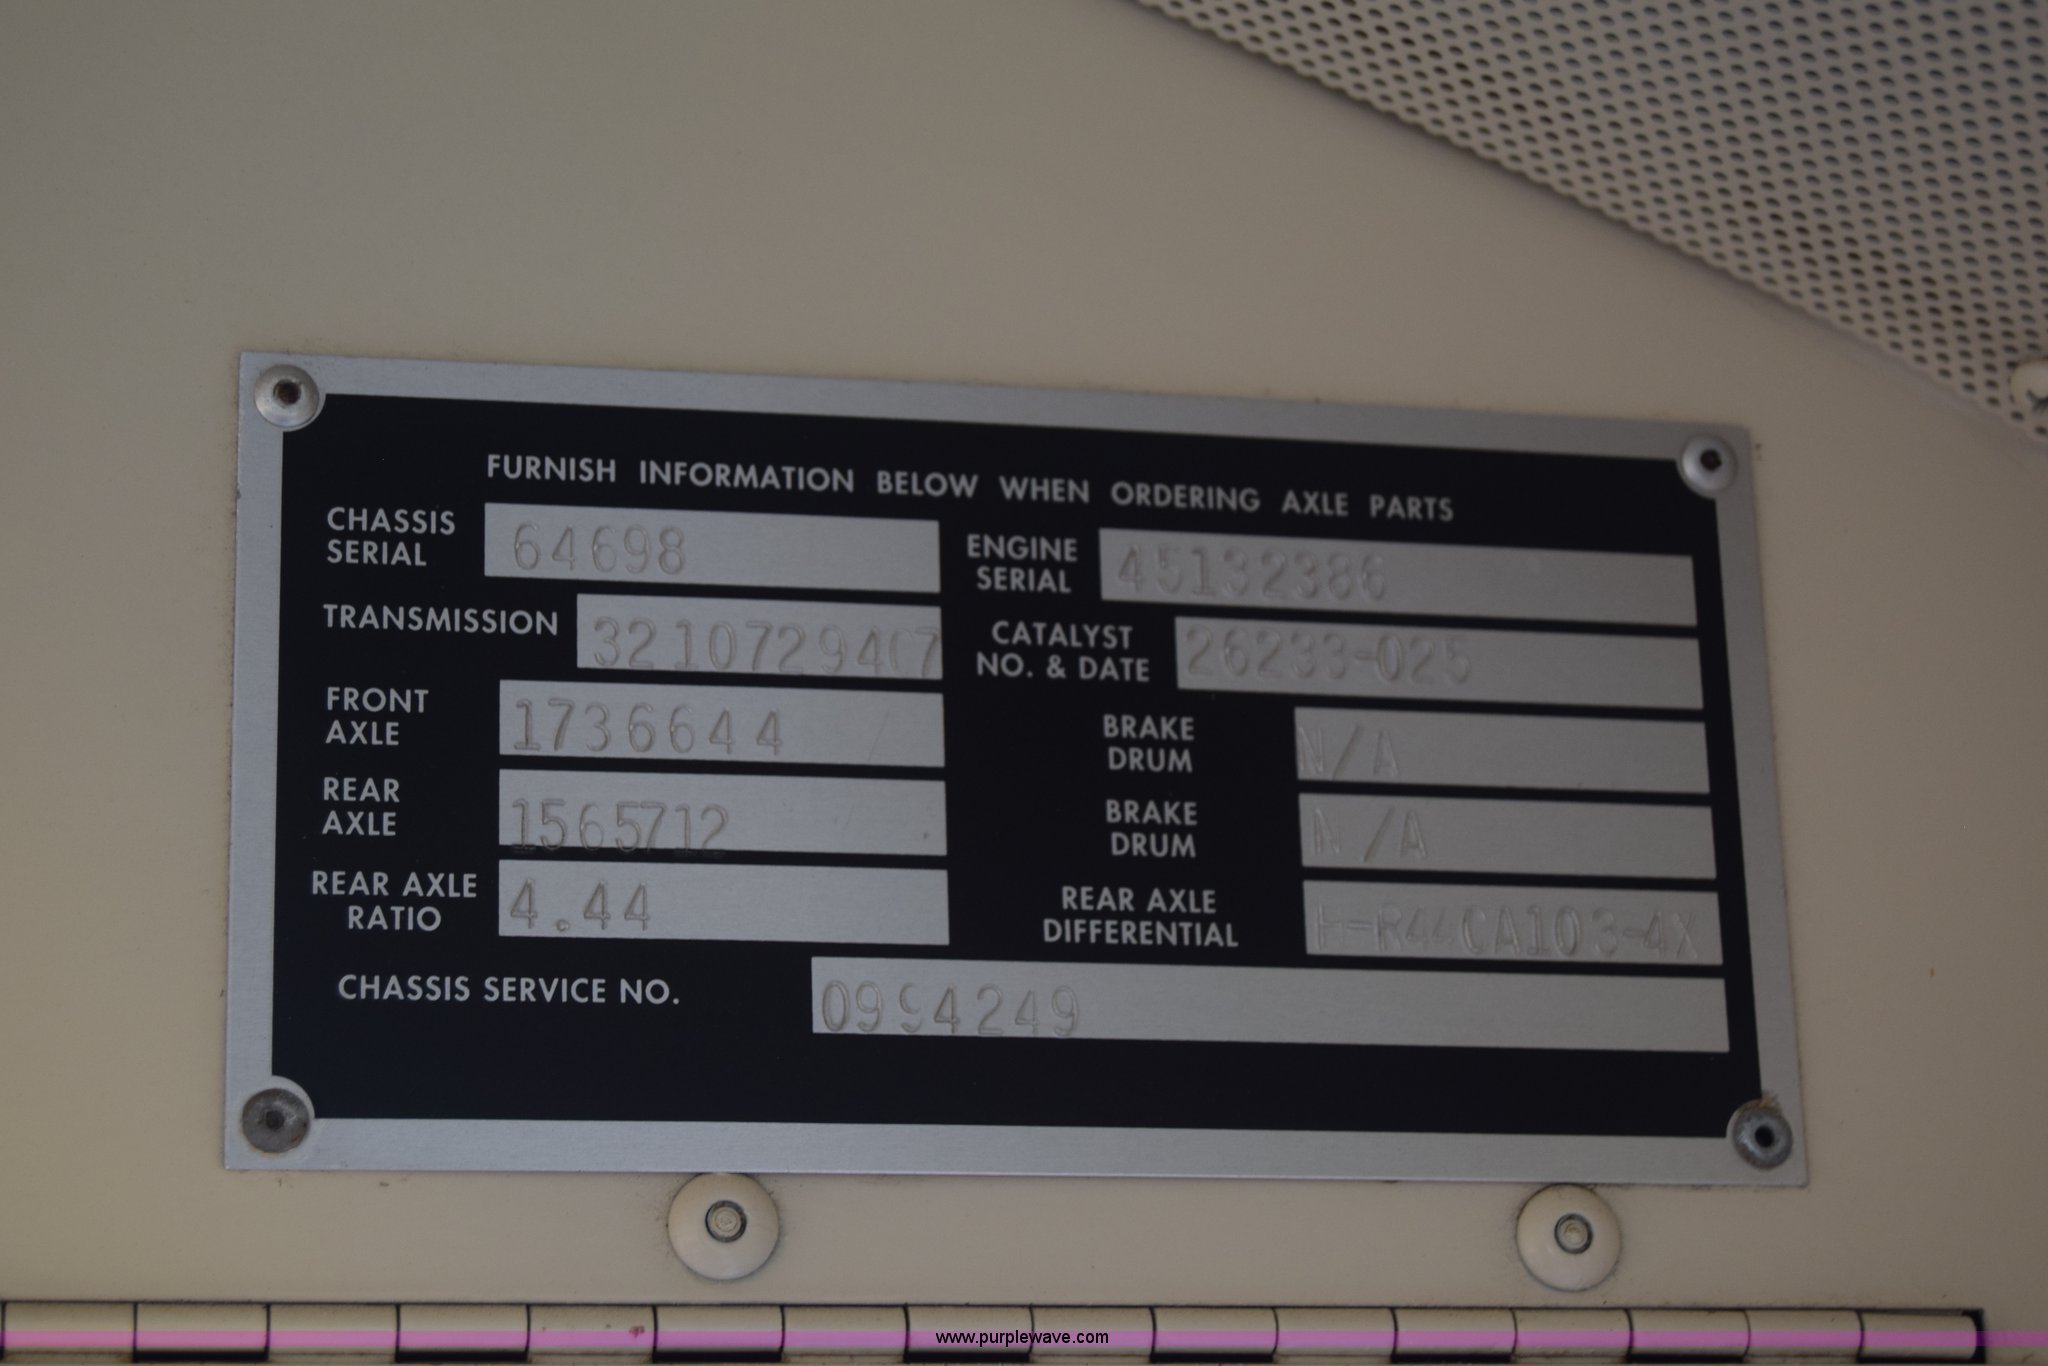 FURNISH INFORMATION BELOW WHEN ORDERING AXLE PARTS
CHASSIS SERIAL 64698
ENGINE SERIAL 45132386
TRANSMISSION 3210729407
CATALYST NO. & DATE 26233-025
FRONT AXLE 1736644
BRAKE DRUM N/A
REAR AXLE 1565712
BRAKE DRUM N/A
REAR AXLE RATIO 4.44
REAR AXLE DIFFERENTIAL
CHASSIS SERVICE NO. 0994249
www.purplewave.com